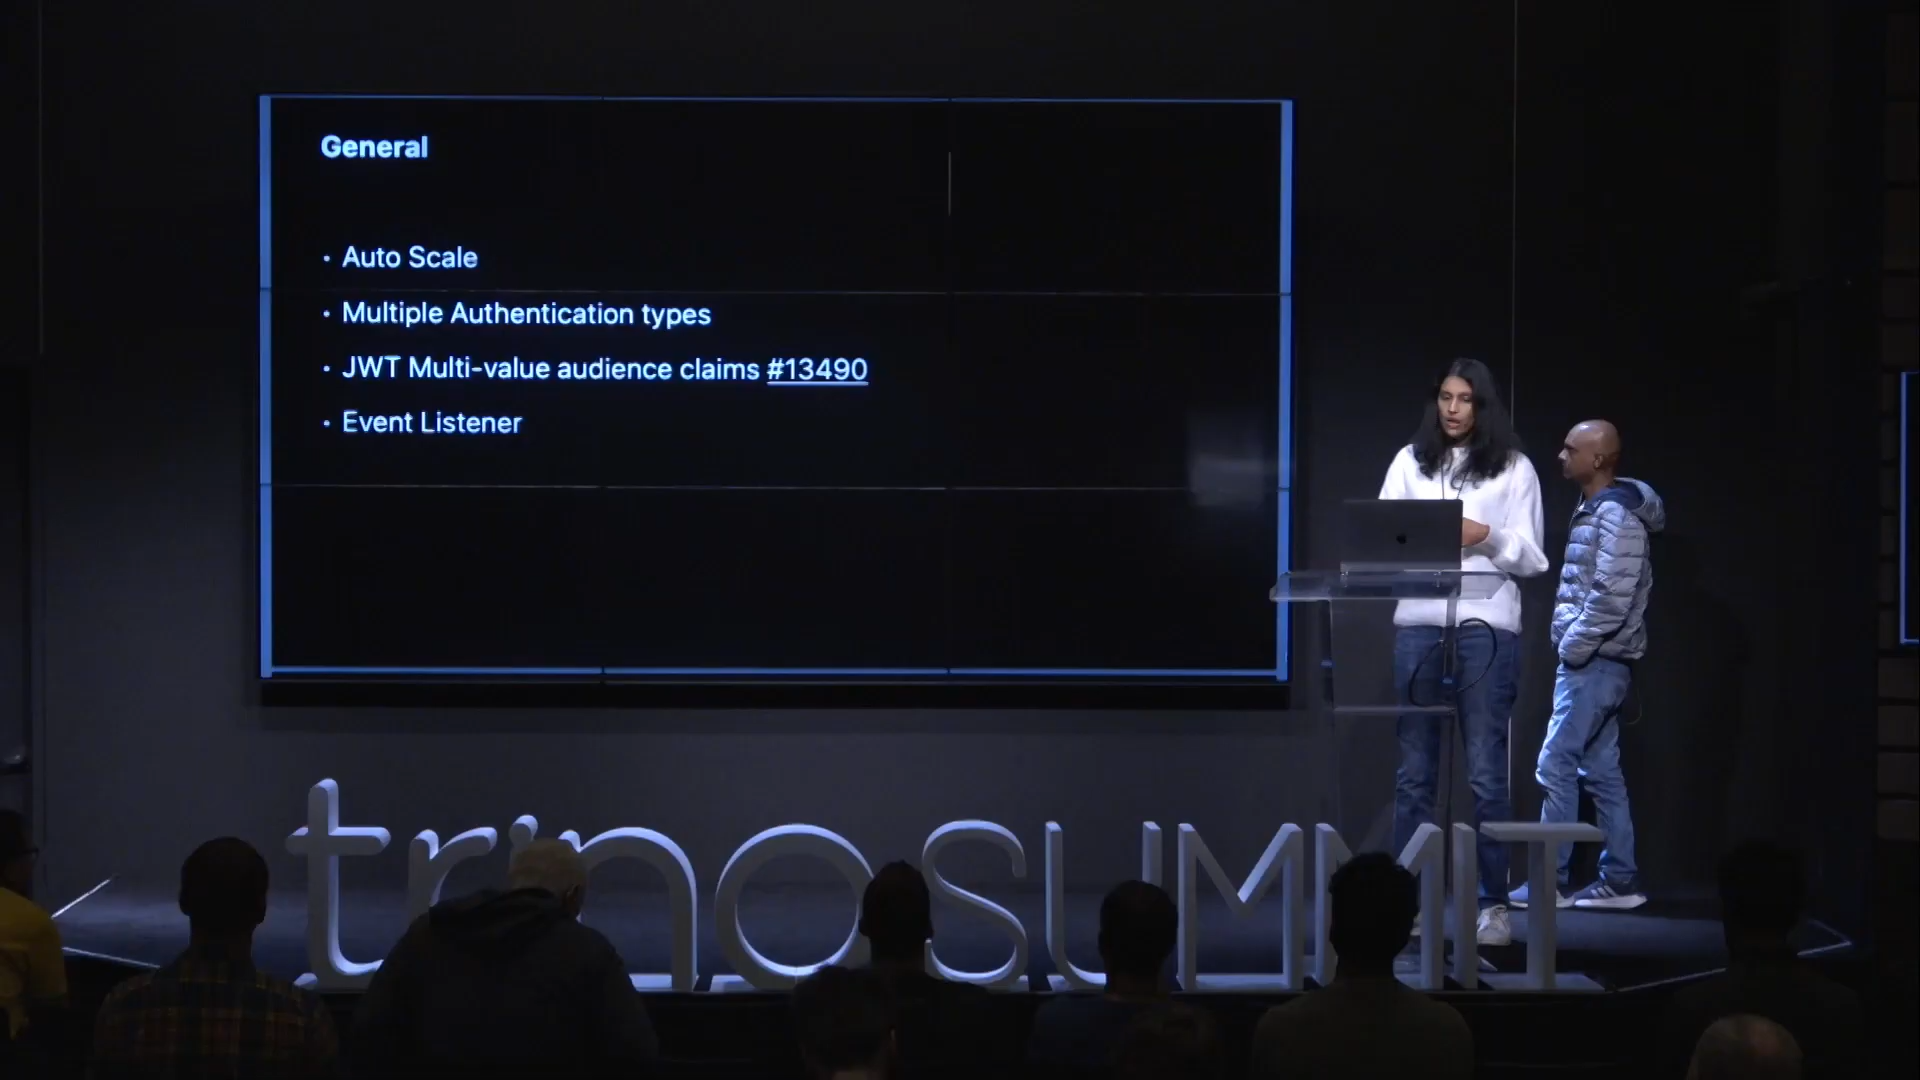 General
· Auto Scale
· Multiple Authentication types
· JWT Multi-value audience claims #13490
· Event Listener
trino SUMMIT